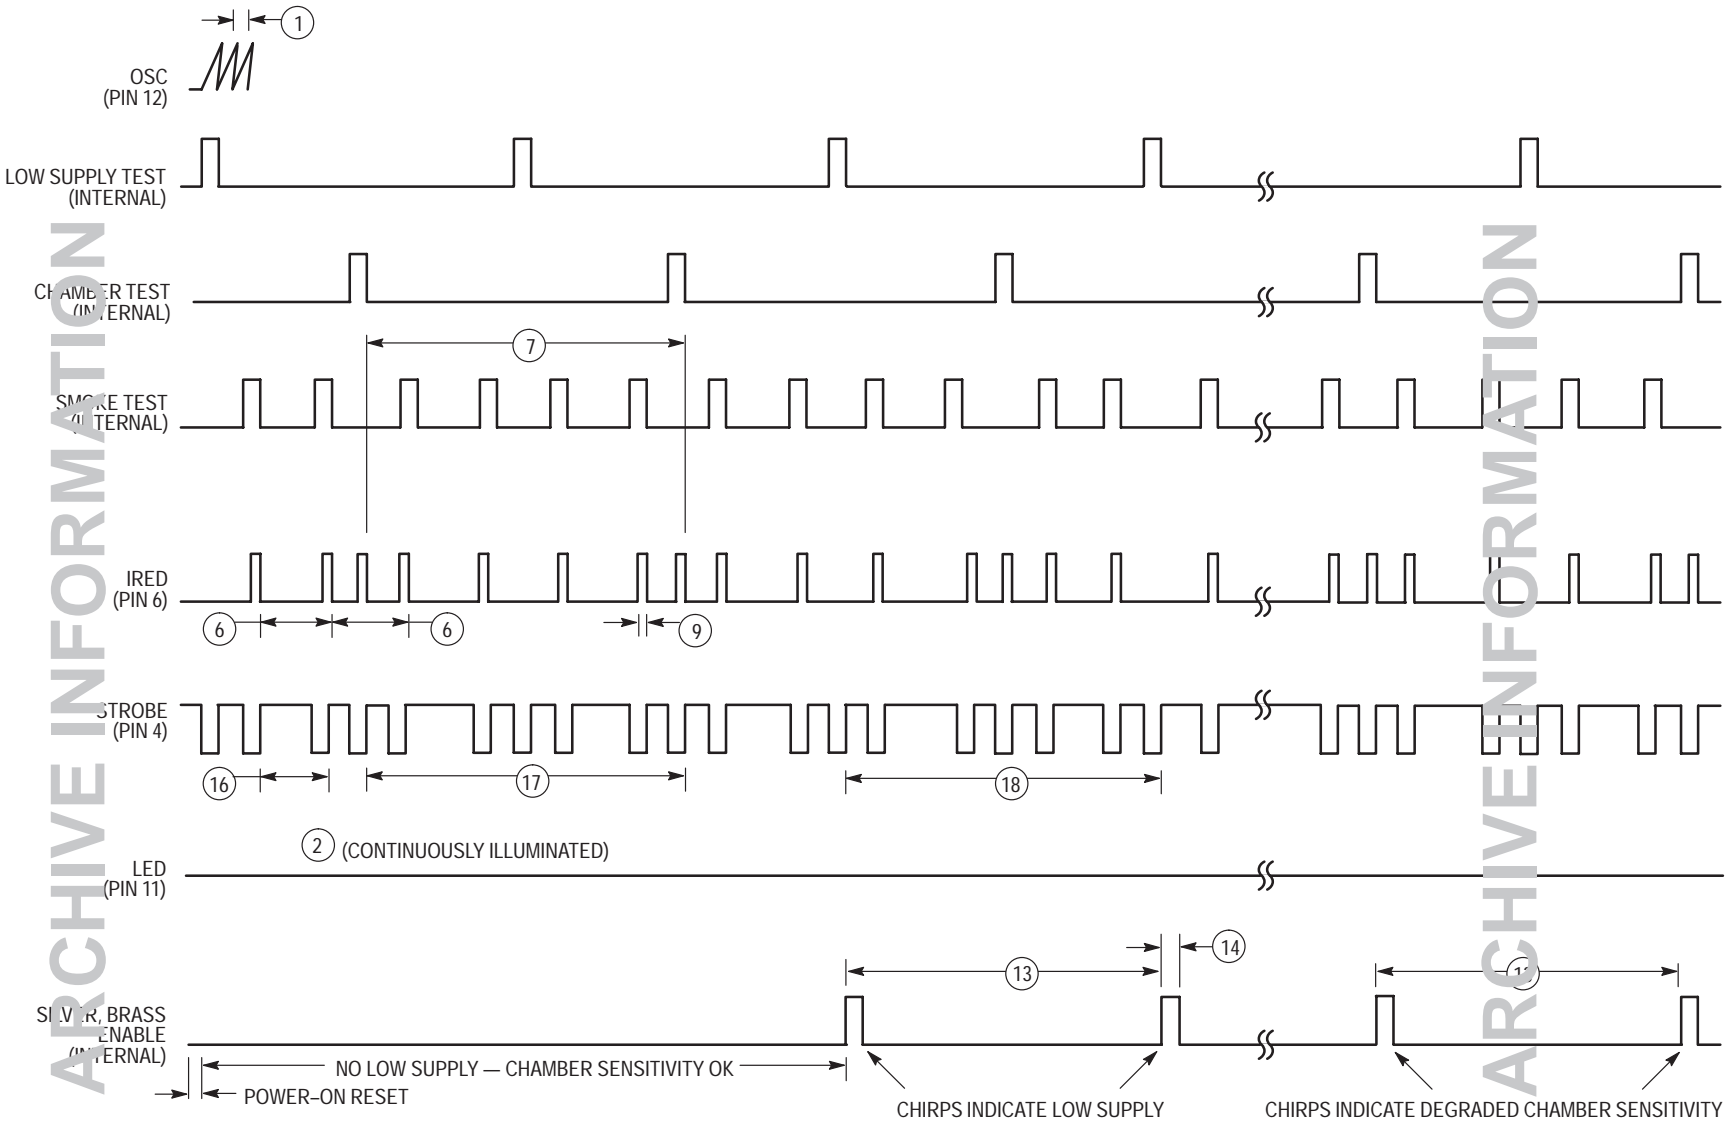 1
OSC
(PIN 12)
LOW SUPPLY TEST
(INTERNAL)
CHAMBER TEST
(INTERNAL)
7
SMOKE TEST
(INTERNAL)
IRED
(PIN 6)
6
6
9
STROBE
(PIN 4)
16
17
18
2
(CONTINUOUSLY ILLUMINATED)
LED
(PIN 11)
14
13
SILVER, BRASS
ENABLE
(INTERNAL)
NO LOW SUPPLY — CHAMBER SENSITIVITY OK
POWER–ON RESET
CHIRPS INDICATE LOW SUPPLY
CHIRPS INDICATE DEGRADED CHAMBER SENSITIVITY
ARCHIVE INFORMATION
ARCHIVE INFORMATION